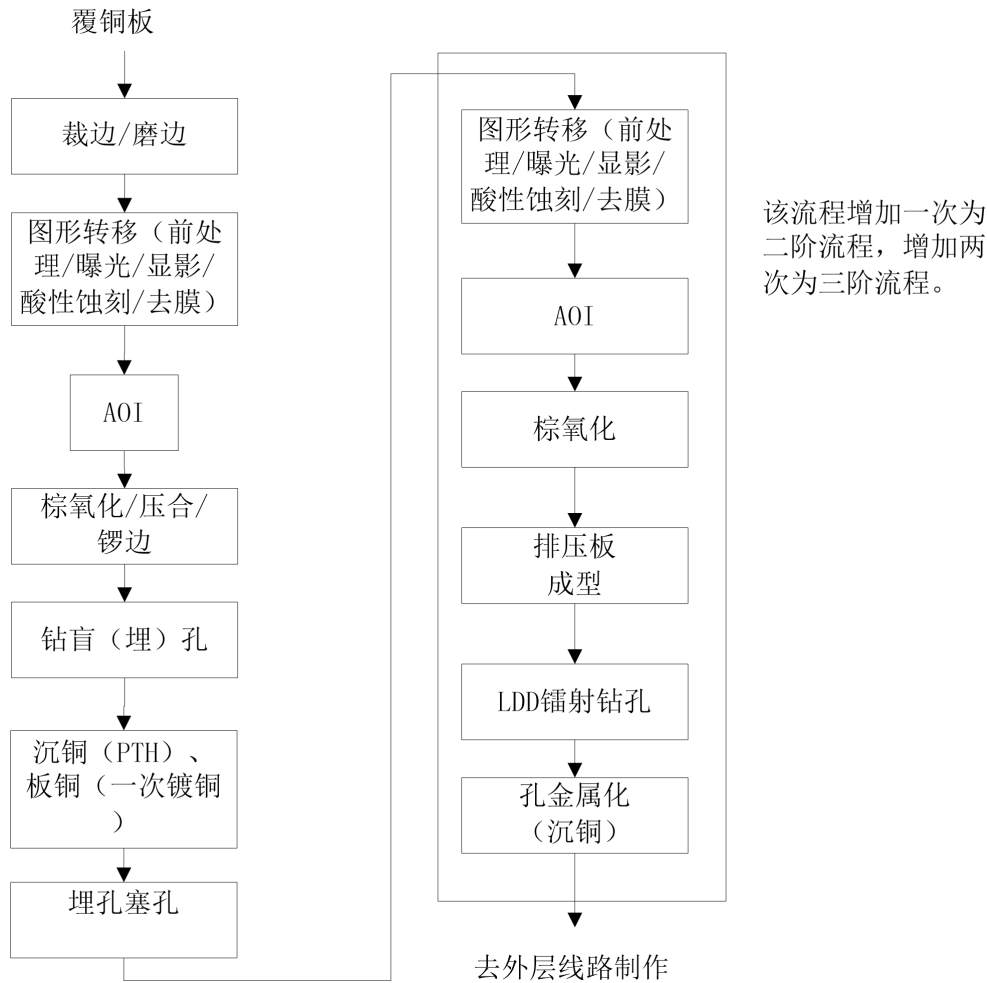 覆铜板
裁边/磨边
图形转移（前处
理/曝光/显影/
酸性蚀刻/去膜）
AOI
棕氧化/压合/
锣边
钻盲（埋）孔
沉铜（PTH）、
板铜（一次镀铜
）
埋孔塞孔
图形转移（前处
理/曝光/显影/
酸性蚀刻/去膜）
AOI
棕氧化
排压板
成型
LDD镭射钻孔
孔金属化
（沉铜）
去外层线路制作
该流程增加一次为
二阶流程，增加两
次为三阶流程。